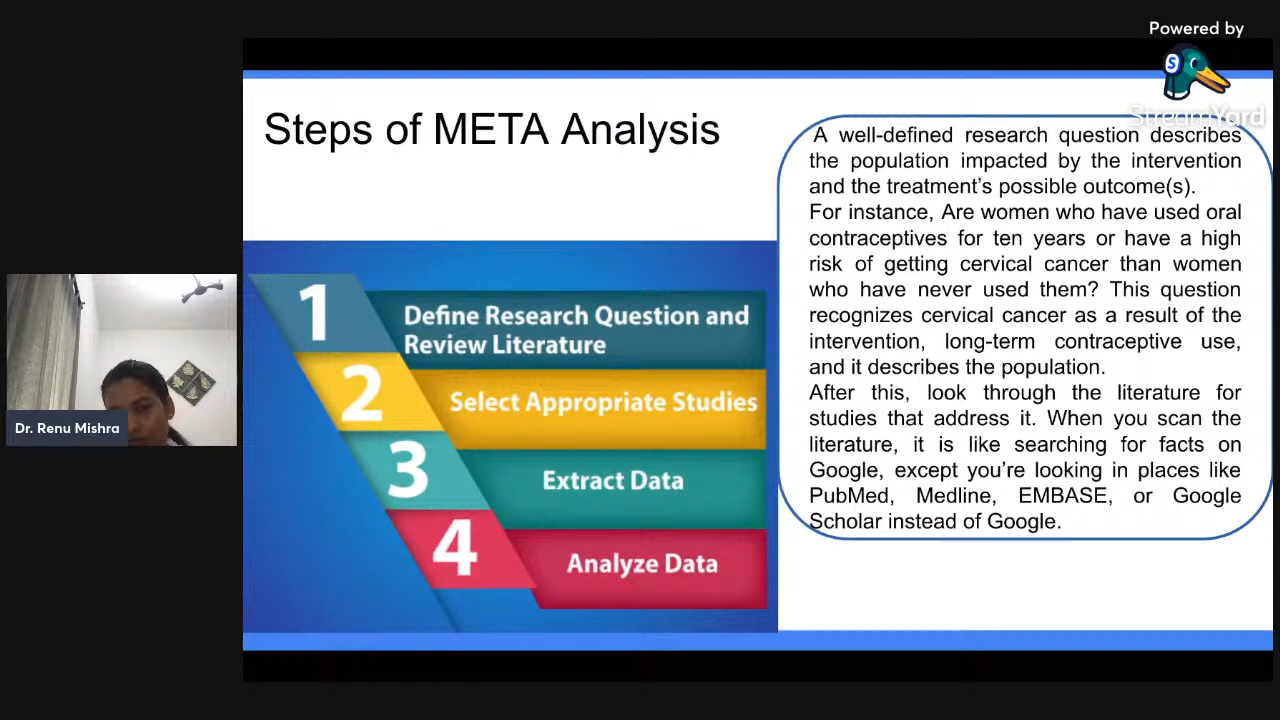 Powered by
StreamYard
Steps of META Analysis
1
Define Research Question and
Review Literature
2
Select Appropriate Studies
3
Extract Data
4
Analyze Data
A well-defined research question describes
the population impacted by the intervention
and the treatment's possible outcome(s).
For instance, Are women who have used oral
contraceptives for ten years or have a high
risk of getting cervical cancer than women
who have never used them? This question
recognizes cervical cancer as a result of the
intervention, long-term contraceptive use,
and it describes the population.
After this, look through the literature for
studies that address it. When you scan the
literature, it is like searching for facts on
Google, except you're looking in places like
PubMed, Medline, EMBASE, or Google
Scholar instead of Google.
Dr. Renu Mishra